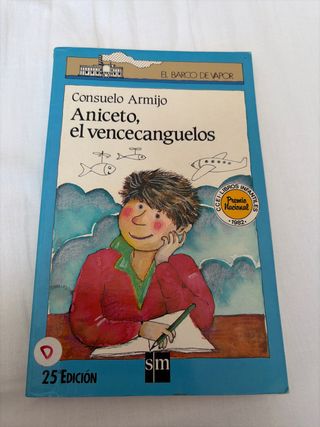 EL BARCO DE VAPOR
Consuelo Armijo
Aniceto,
el vencecanguelos
CCEI. LIBROS INFANTILES
Premio
Nacional
·1982·
D
sm
25ª EDICIÓN